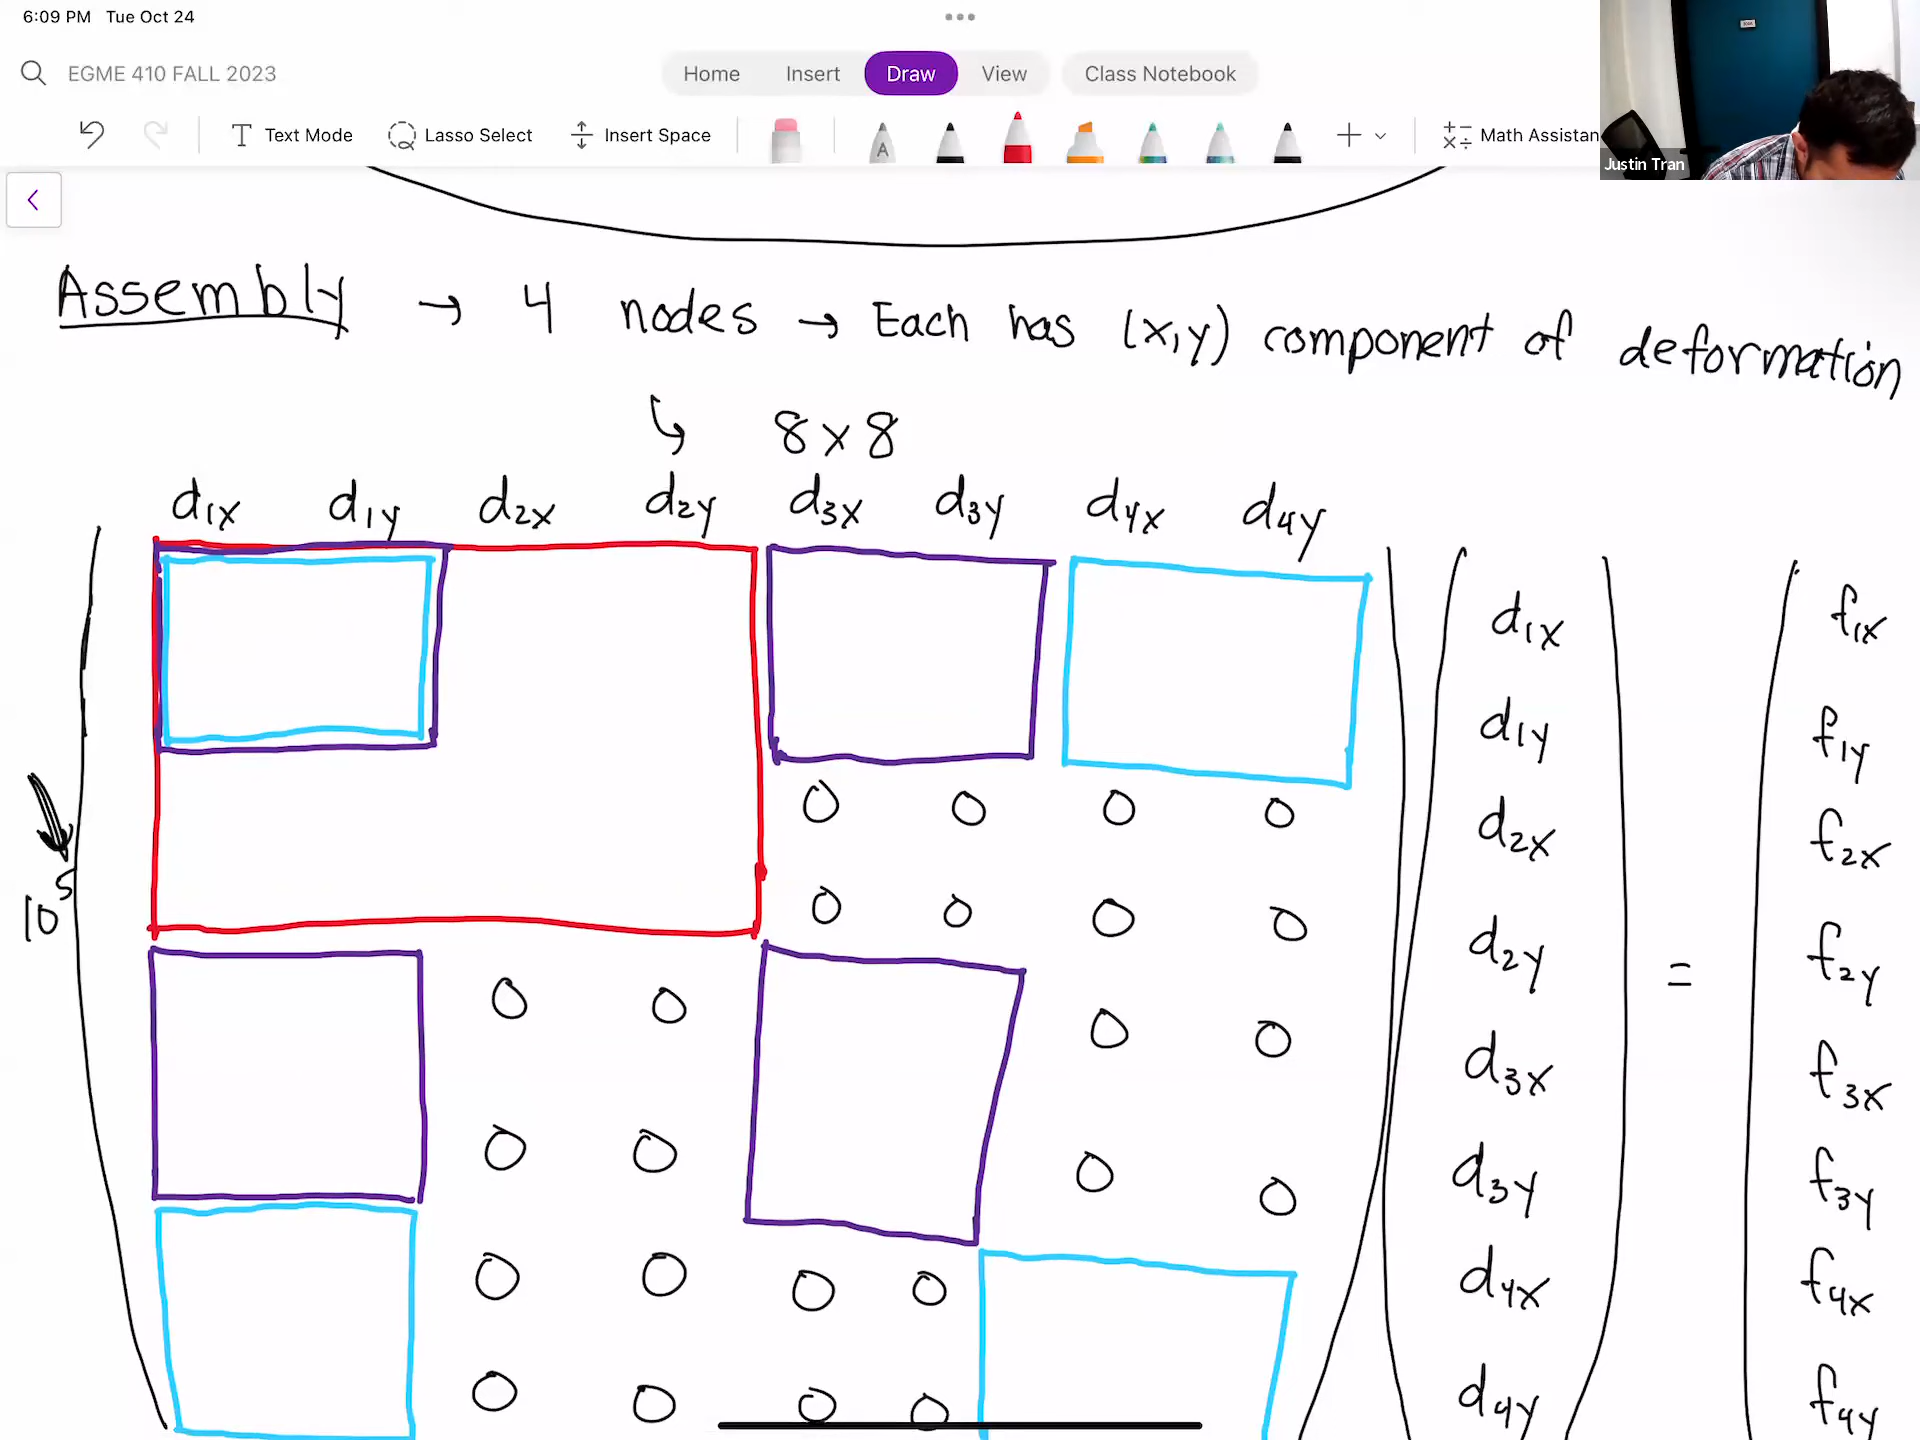 6:09 PM Tue Oct 24
EGME 410 FALL 2023 Home Insert Draw View Class Notebook
Text Mode Lasso Select Insert Space Math Assistan
Justin Tran
Assembly → 4 nodes → Each has (x,y) component of deformation
↳ 8x8
d1x d1y d2x d2y d3x d3y d4x d4y
d1x f1x
d1y f1y
0 0 0 0 d2x f2x
10^5 0 0 0 0 d2y = f2y
0 0 0 0 d3x f3x
0 0 0 0 d3y f3y
0 0 0 0 d4x f4x
0 0 0 0 d4y f4y